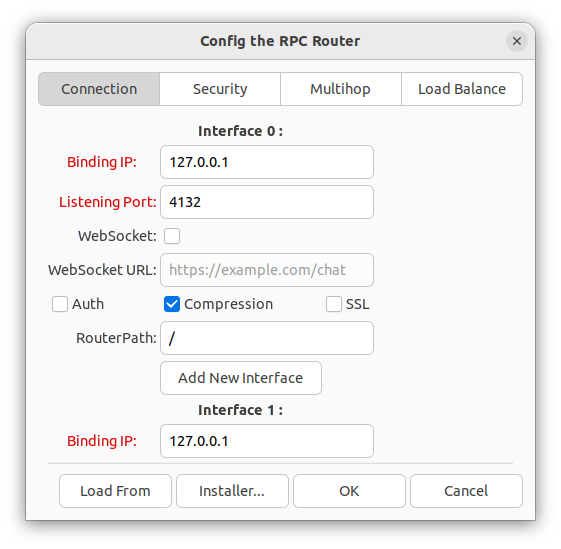 Config the RPC Router
Connection Security Multihop Load Balance
Interface 0 :
Binding IP: 127.0.0.1
Listening Port: 4132
WebSocket:
WebSocket URL: https://example.com/chat
Auth Compression SSL
RouterPath: /
Add New Interface
Interface 1 :
Binding IP: 127.0.0.1
Load From Installer... OK Cancel